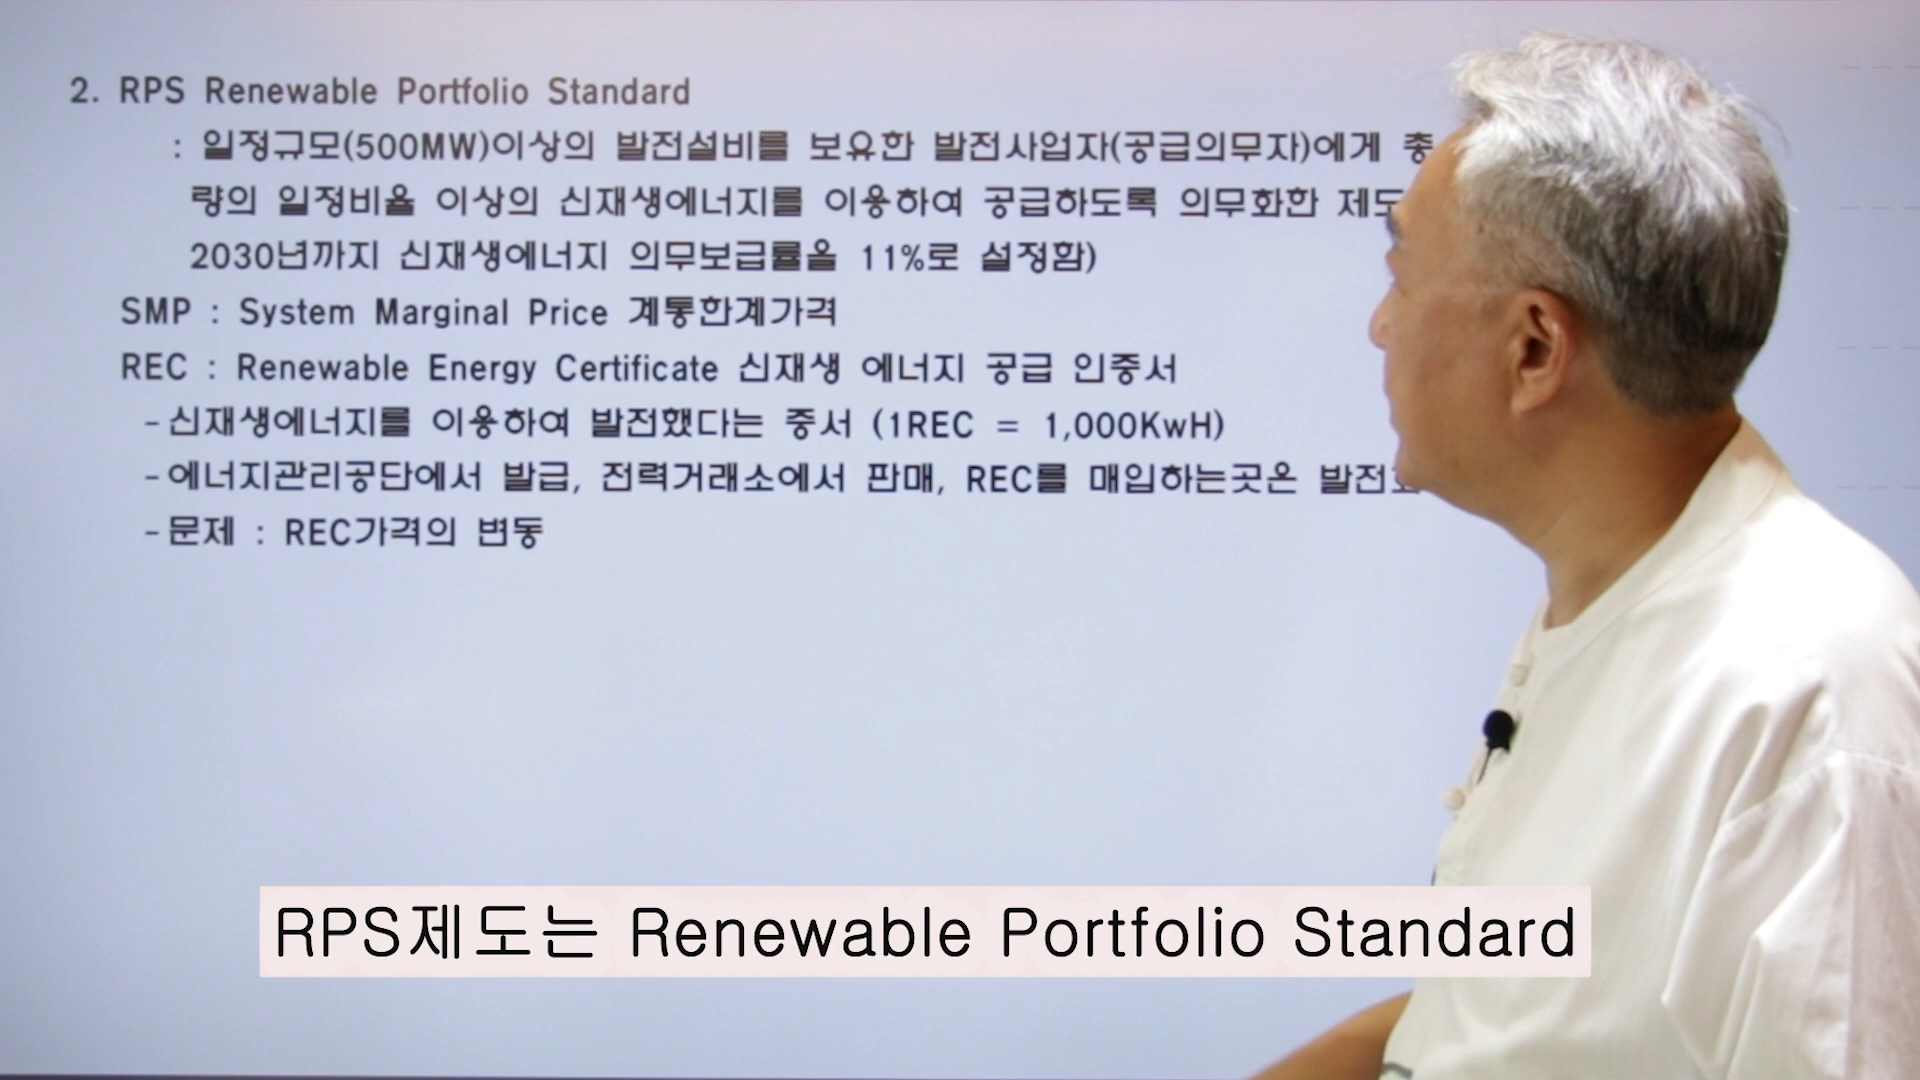 2. RPS Renewable Portfolio Standard
: 일정규모(500MW)이상의 발전설비를 보유한 발전사업자(공급의무자)에게 총
량의 일정비율 이상의 신재생에너지를 이용하여 공급하도록 의무화한 제도
2030년까지 신재생에너지 의무보급률을 11%로 설정함)
SMP : System Marginal Price 계통한계가격
REC : Renewable Energy Certificate 신재생 에너지 공급 인증서
-신재생에너지를 이용하여 발전했다는 증서 (1REC = 1,000KwH)
-에너지관리공단에서 발급, 전력거래소에서 판매, REC를 매입하는곳은
-문제 : REC가격의 변동
RPS제도는 Renewable Portfolio Standard